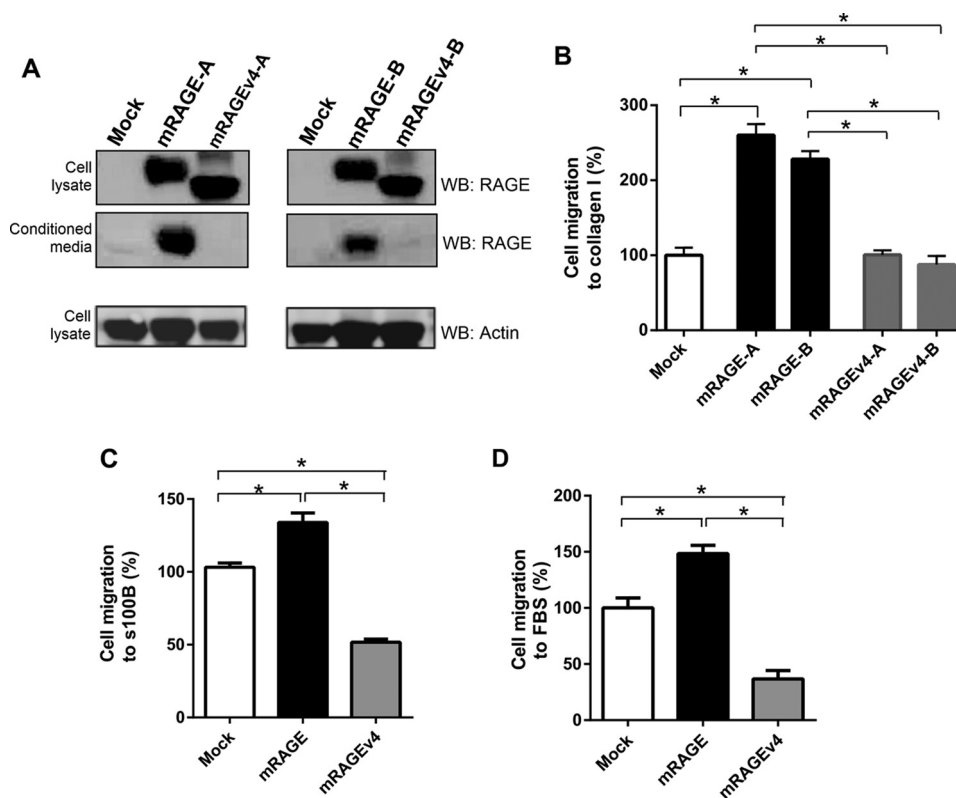 A
Mock
mRAGE-A
mRAGEv4-A
Mock
mRAGE-B
mRAGEv4-B
Cell
lysate
WB: RAGE
Conditioned
media
WB: RAGE
Cell
lysate
WB: Actin
B
Cell migration
to collagen I (%)
300
200
100
0
*
*
*
*
*
*
Mock
mRAGE-A
mRAGE-B
mRAGEv4-A
mRAGEv4-B
C
Cell migration
to s100B (%)
150
100
50
0
*
*
*
Mock
mRAGE
mRAGEv4
D
Cell migration
to FBS (%)
200
150
100
50
0
*
*
*
Mock
mRAGE
mRAGEv4